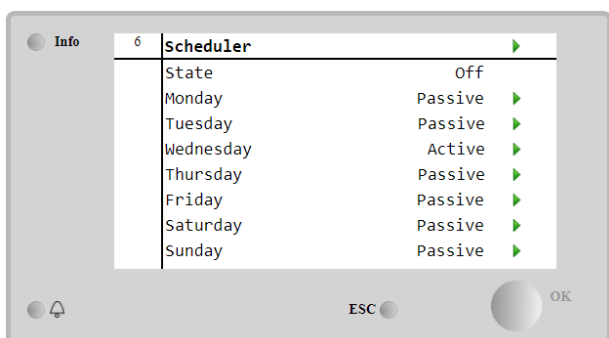 Info
6 Scheduler
State Off
Monday Passive
Tuesday Passive
Wednesday Active
Thursday Passive
Friday Passive
Saturday Passive
Sunday Passive
ESC
OK